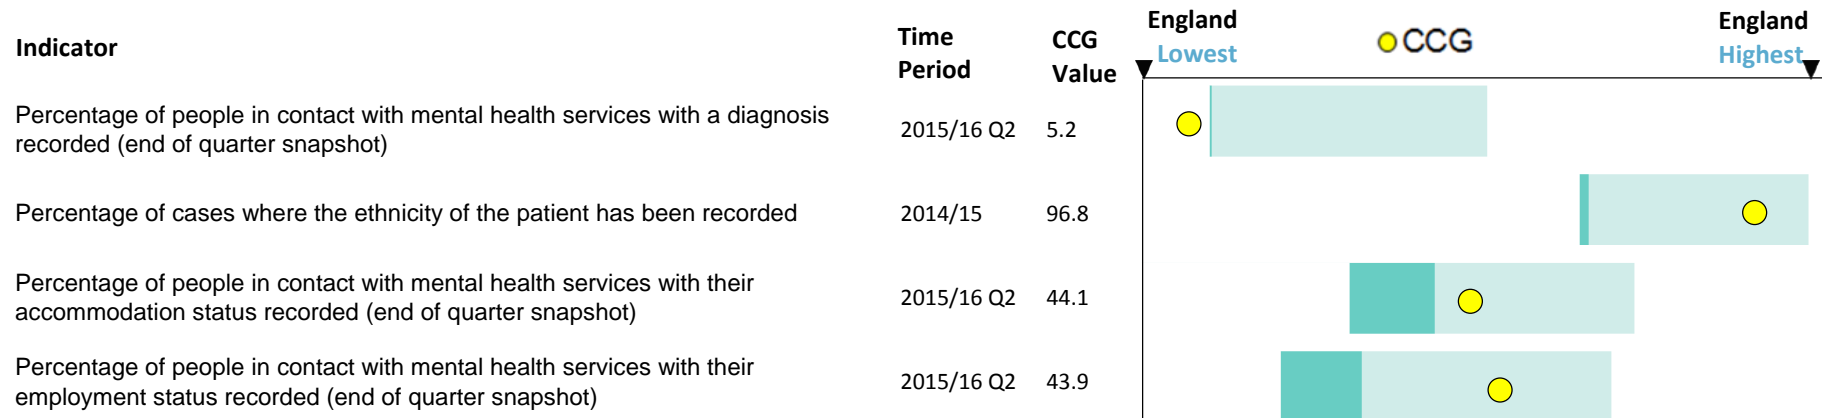 Indicator
Time Period
CCG Value
England Lowest
CCG
England Highest
Percentage of people in contact with mental health services with a diagnosis
recorded (end of quarter snapshot)
2015/16 Q2
5.2
Percentage of cases where the ethnicity of the patient has been recorded
2014/15
96.8
Percentage of people in contact with mental health services with their
accommodation status recorded (end of quarter snapshot)
2015/16 Q2
44.1
Percentage of people in contact with mental health services with their
employment status recorded (end of quarter snapshot)
2015/16 Q2
43.9